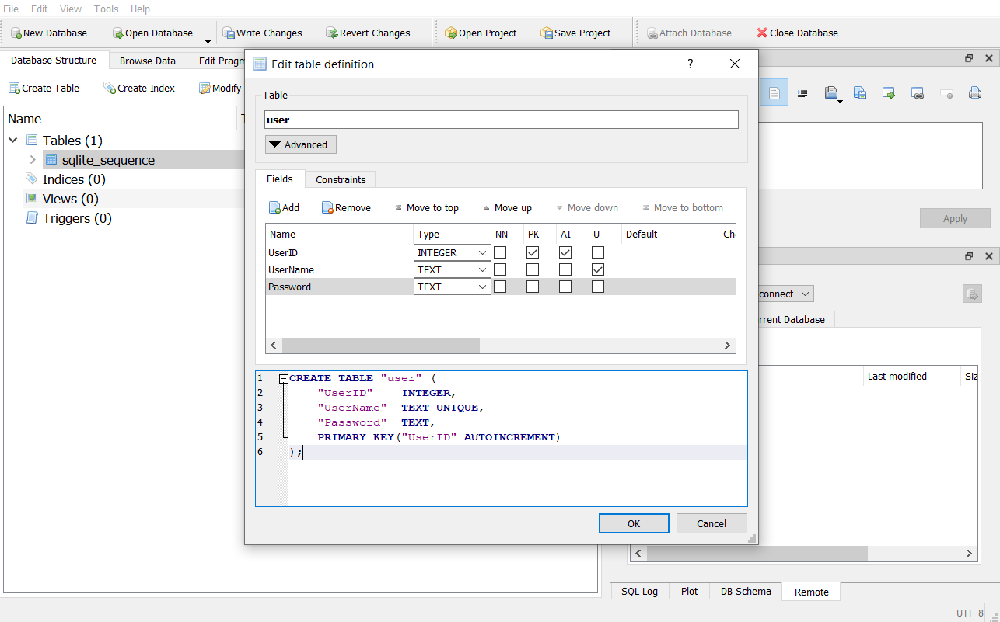 File Edit View Tools Help
New Database Open Database Write Changes Revert Changes Open Project Save Project Attach Database Close Database
Database Structure Browse Data Edit Pragm
Create Table Create Index Modify
Name
Tables (1)
sqlite_sequence
Indices (0)
Views (0)
Triggers (0)
Edit table definition ?
Table
user
Advanced
Fields Constraints
Add Remove Move to top Move up Move down Move to bottom
Name Type NN PK AI U Default Ch
UserID INTEGER
UserName TEXT
Password TEXT
1 CREATE TABLE "user" (
2 "UserID" INTEGER,
3 "UserName" TEXT UNIQUE,
4 "Password" TEXT,
5 PRIMARY KEY("UserID" AUTOINCREMENT)
6 );
OK Cancel
Apply
connect
rrent Database
Last modified Siz
SQL Log Plot DB Schema Remote
UTF-8